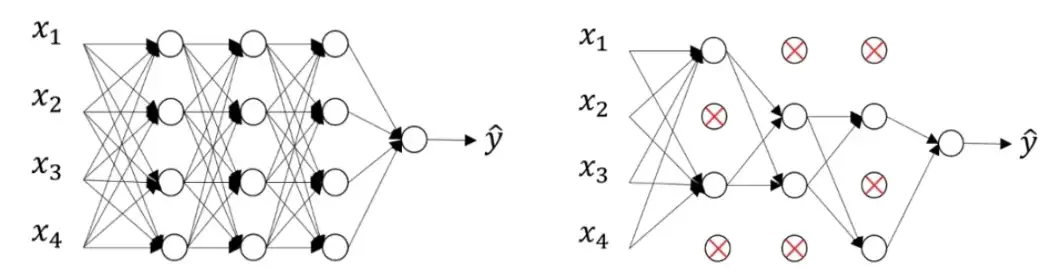 x₁ x₁
x₂ x₂
ŷ ŷ
x₃ x₃
x₄ x₄